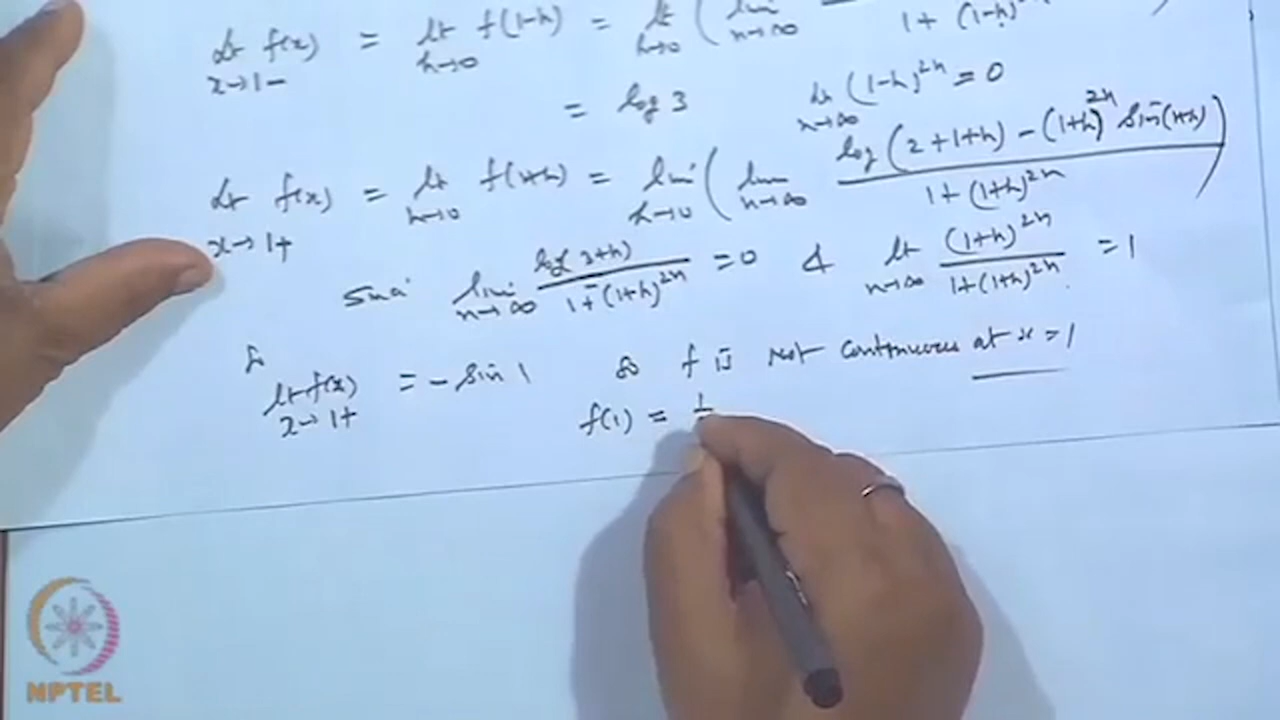 lt f(x) x→1- = lt h→0 f(1-h) = lt h→0 ( lim n→∞ 1+(1-h)
= log 3 lt n→∞ (1-h)^2n = 0
lt f(x) x→1+ = lt h→0 f(1+h) = lim h→0 ( lim n→∞ (log(2+1+h) - (1+h)^2n sin(1+h)) / (1+(1+h)^2n) )
Since lim n→∞ log(3+h) / (1+(1+h)^2n) = 0 & lt n→∞ (1+h)^2n / (1+(1+h)^2n) = 1
So lt f(x) x→1+ = - sin 1 So f is not continuous at x=1
f(1) = 1
NPTEL